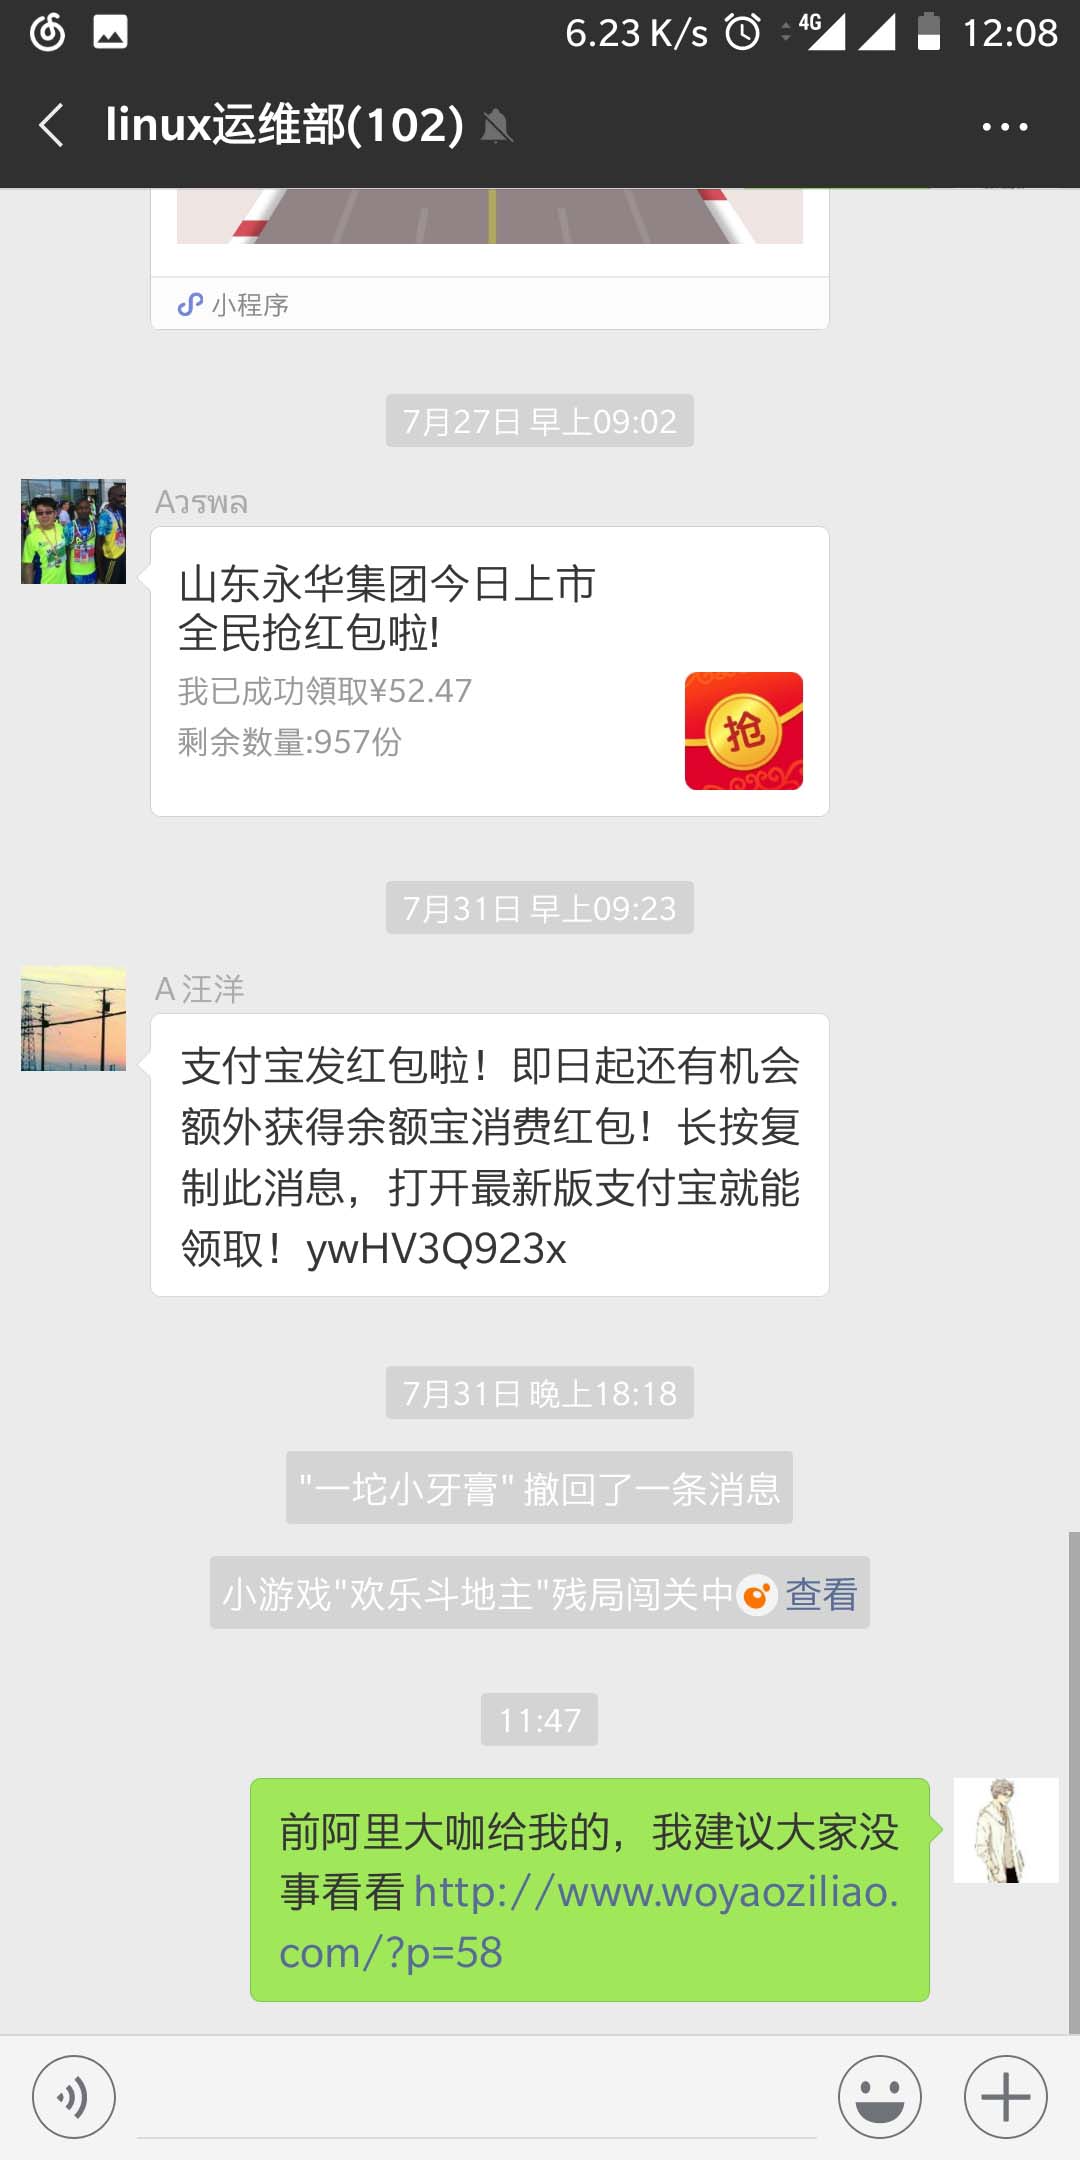 6.23 K/s 4G 12:08
linux运维部(102)
小程序
7月27日 早上09:02
Aวรพล
山东永华集团今日上市
全民抢红包啦!
我已成功領取¥52.47
剩余数量:957份
抢
7月31日 早上09:23
A 汪洋
支付宝发红包啦！即日起还有机会
额外获得余额宝消费红包！长按复
制此消息，打开最新版支付宝就能
领取！ywHV3Q923x
7月31日 晚上18:18
"一坨小牙膏" 撤回了一条消息
小游戏"欢乐斗地主"残局闯关中 查看
11:47
前阿里大咖给我的，我建议大家没
事看看http://www.woyaoziliao.
com/?p=58